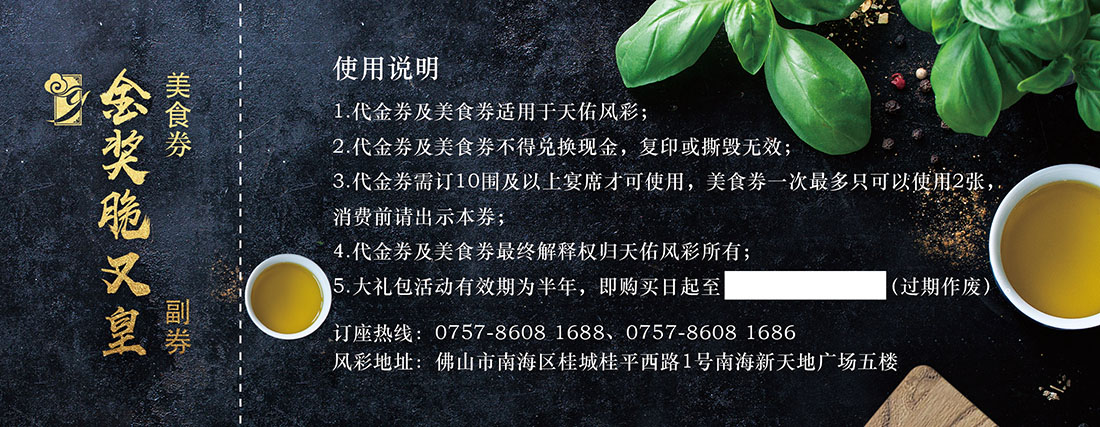 金奖脆叉皇
美食券
副券
使用说明
1.代金券及美食券适用于天佑风彩；
2.代金券及美食券不得兑换现金，复印或撕毁无效；
3.代金券需订10围及以上宴席才可使用，美食券一次最多只可以使用2张，
消费前请出示本券；
4.代金券及美食券最终解释权归天佑风彩所有；
5.大礼包活动有效期为半年，即购买日起至 (过期作废)
订座热线：0757-8608 1688、0757-8608 1686
风彩地址：佛山市南海区桂城桂平西路1号南海新天地广场五楼